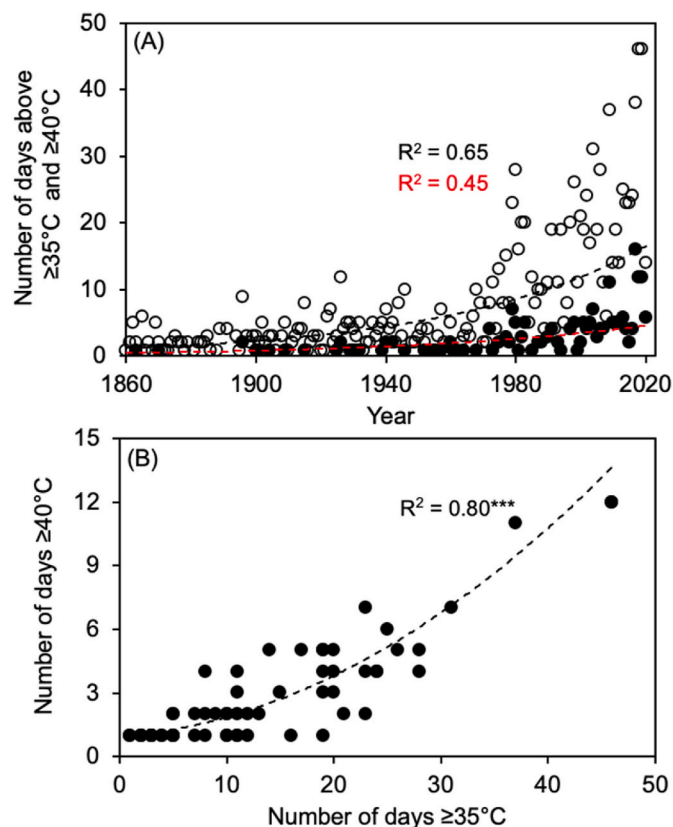 (A)
50
40
30
20
10
0
Number of days above
≥35°C and ≥40°C
R² = 0.65
R² = 0.45
1860 1900 1940 1980 2020
Year
(B)
15
12
9
6
3
0
Number of days ≥40°C
R² = 0.80***
0 10 20 30 40 50
Number of days ≥35°C